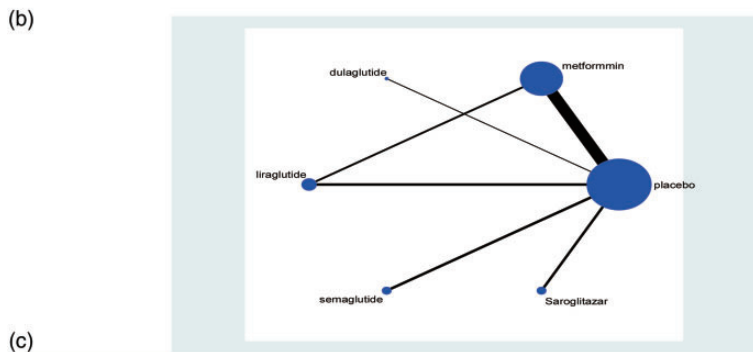 (b)
metformmin
dulaglutide
liraglutide
placebo
semaglutide
Saroglitazar
(c)